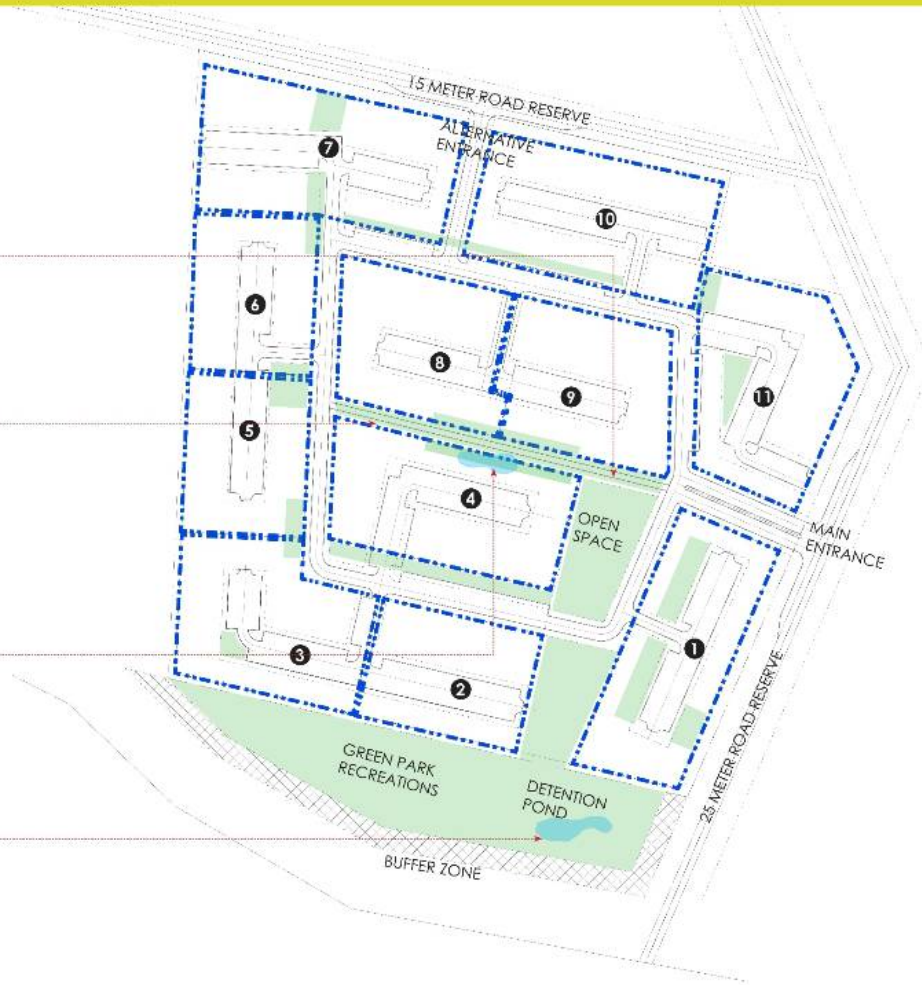 15 METER ROAD RESERVE
ALTERNATIVE
ENTRANCE
7
10
6
8
9
11
5
4
OPEN
SPACE
MAIN
ENTRANCE
1
3
2
25 METER ROAD RESERVE
GREEN PARK
RECREATIONS
DETENTION
POND
BUFFER ZONE